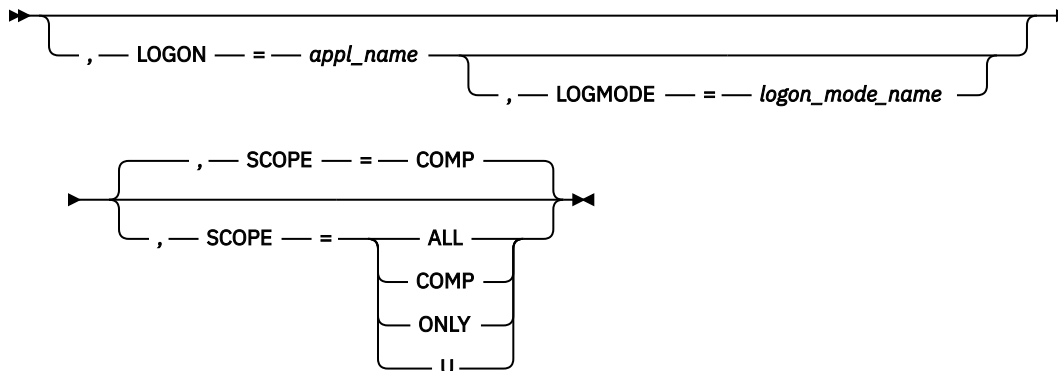 , LOGON = appl_name
, LOGMODE = logon_mode_name
, SCOPE = COMP
, SCOPE = ALL
COMP
ONLY